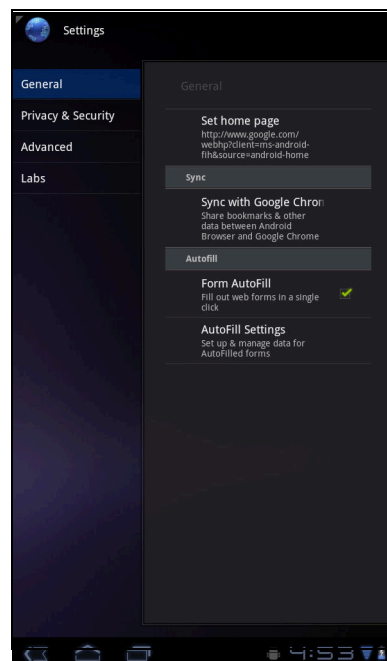 Settings
General
Privacy & Security
Advanced
Labs
General
Set home page
http://www.google.com/
webhp?client=ms-android-
fih&source=android-home
Sync
Sync with Google Chron
Share bookmarks & other
data between Android
Browser and Google Chrome
Autofill
Form AutoFill
Fill out web forms in a single
click
AutoFill Settings
Set up & manage data for
AutoFilled forms
4:53